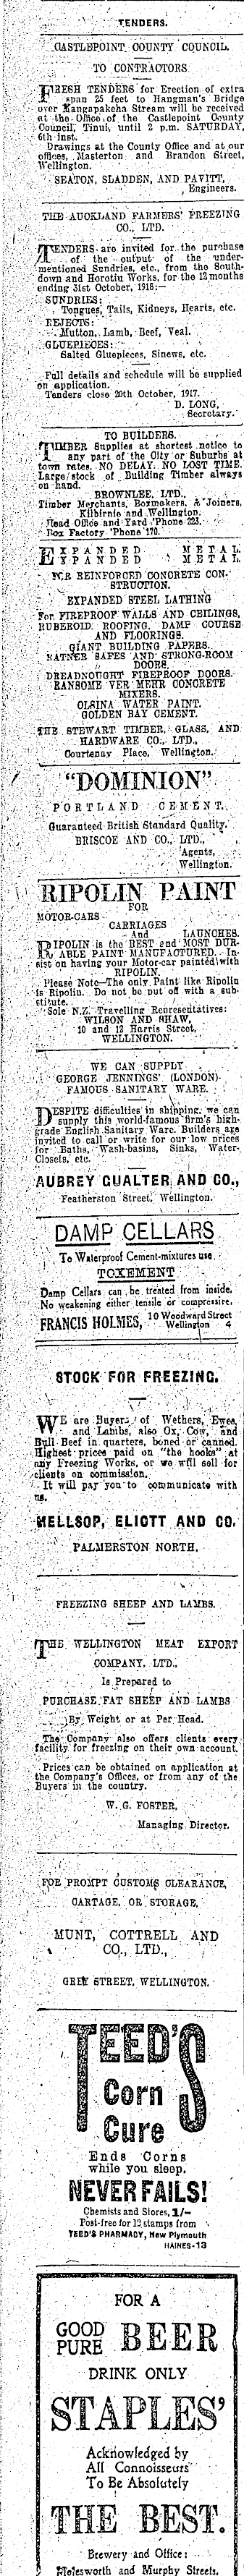 TENDERS.
CASTLEPOINT COUNTY COUNCIL.
TO CONTRACTORS
FRESH TENDERS for Erection of extra
span 25 feet to Hangman's Bridge
over Mangapakeha Stream will be received
at the Office of the Castlepoint County
Council, Tinui, until 2 p.m. SATURDAY,
6th inst.
Drawings at the County Office and at our
offices, Masterton and Brandon Street,
Wellington.
SEATON, SLADDEN, AND PAVITT,
Engineers.
THE AUCKLAND FARMERS' FREEZING
CO., LTD.
TENDERS are invited for the purchase
of the output of the under-
mentioned Sundries, etc., from the South-
down and Horotiu Works, for the 12 months
ending 31st October, 1918:—
SUNDRIES:
Tongues, Tails, Kidneys, Hearts, etc.
REJECTS:
Mutton, Lamb, Beef, Veal.
GLUEPIECES:
Salted Gluepieces, Sinews, etc.
Full details and schedule will be supplied
on application.
Tenders close 20th October, 1917.
D. LONG,
Secretary.
TO BUILDERS.
TIMBER Supplies at shortest notice to
any part of the City or Suburbs at
town rates. NO DELAY. NO LOST TIME.
Large stock of Building Timber always
on hand.
BROWNLEE, LTD.,
Timber Merchants, Boxmakers, & Joiners,
Kilbirnie and Wellington.
Head Office and Yard 'Phone 223.
Box Factory 'Phone 170.
EXPANDED METAL.
EXPANDED METAL.
FOR REINFORCED CONCRETE CON-
STRUCTION.
EXPANDED STEEL LATHING
For FIREPROOF WALLS AND CEILINGS,
RUBEROID ROOFING, DAMP COURSE
AND FLOORINGS.
GIANT BUILDING PAPERS.
RATNER SAFES AND STRONG-ROOM
DOORS.
DREADNOUGHT FIREPROOF DOORS.
RANSOME VER MEHR CONCRETE
MIXERS.
OLSINA WATER PAINT.
GOLDEN BAY CEMENT.
THE STEWART TIMBER, GLASS, AND
HARDWARE CO., LTD.,
Courtenay Place, Wellington.
"DOMINION"
PORTLAND CEMENT.
Guaranteed British Standard Quality.
BRISCOE AND CO., LTD.,
Agents,
Wellington.
RIPOLIN PAINT
FOR
MOTOR-CARS
CARRIAGES
And LAUNCHES.
RIPOLIN is the BEST and MOST DUR-
ABLE PAINT MANUFACTURED. In-
sist on having your Motor-car painted with
RIPOLIN.
Please Note—The only Paint like Ripolin
is Ripolin. Do not be put off with a sub-
stitute.
Sole N.Z. Travelling Representatives:
WILSON AND SHAW,
10 and 12 Harris Street,
WELLINGTON.
WE CAN SUPPLY
GEORGE JENNINGS' (LONDON)
FAMOUS SANITARY WARE.
DESPITE difficulties in shipping, we can
supply this world-famous firm's high-
grade English Sanitary Ware. Builders are
invited to call or write for our low prices
for Baths, Wash-basins, Sinks, Water-
Closets, etc.
AUBREY GUALTER AND CO.,
Featherston Street, Wellington.
DAMP CELLARS
To Waterproof Cement-mixtures use
TOXEMENT
Damp Cellars can be treated from inside.
No weakening either tensile or compressive.
FRANCIS HOLMES, 10 Woodward Street
Wellington 4
STOCK FOR FREEZING.
WE are Buyers of Wethers, Ewes,
and Lambs, also Ox, Cow, and
Bull Beef in quarters, boned or canned.
Highest prices paid on "the hooks" at
any Freezing Works, or we will sell for
clients on commission.
It will pay you to communicate with
us.
MELLSOP, ELIOTT AND CO.
PALMERSTON NORTH.
FREEZING SHEEP AND LAMBS.
THE WELLINGTON MEAT EXPORT
COMPANY, LTD.,
Is Prepared to
PURCHASE FAT SHEEP AND LAMBS
By Weight or at Per Head.
The Company also offers clients every
facility for freezing on their own account.
Prices can be obtained on application at
the Company's Offices, or from any of the
Buyers in the country.
W. G. FOSTER,
Managing Director.
FOR PROMPT CUSTOMS CLEARANCE,
CARTAGE, OR STORAGE,
MUNT, COTTRELL AND
CO., LTD.,
GREY STREET, WELLINGTON.
TEED'S
Corn
Cure
Ends Corns
while you sleep.
NEVER FAILS!
Chemists and Stores, 1/-
Post-free for 12 stamps from
TEED'S PHARMACY, New Plymouth
HAINES-13
FOR A
GOOD
PURE BEER
DRINK ONLY
STAPLES'
Acknowledged by
All Connoisseurs
To Be Absolutely
THE BEST.
Brewery and Office:
Molesworth and Murphy Streets.